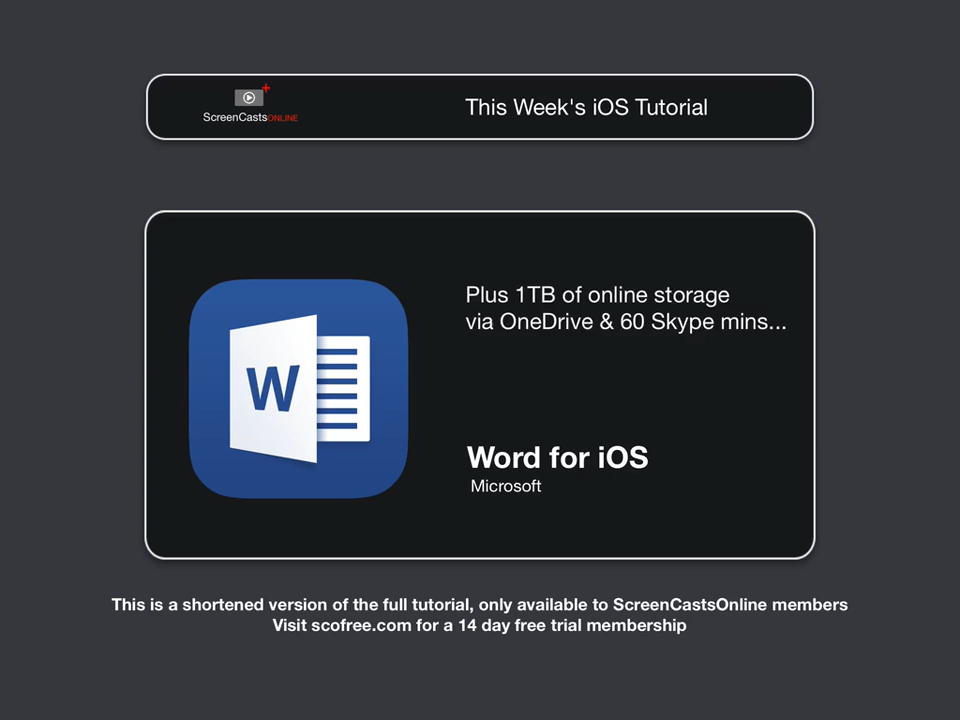 ScreenCastsONLINE
This Week's iOS Tutorial
Plus 1TB of online storage
via OneDrive & 60 Skype mins...
W
Word for iOS
Microsoft
This is a shortened version of the full tutorial, only available to ScreenCastsOnline members
Visit scofree.com for a 14 day free trial membership